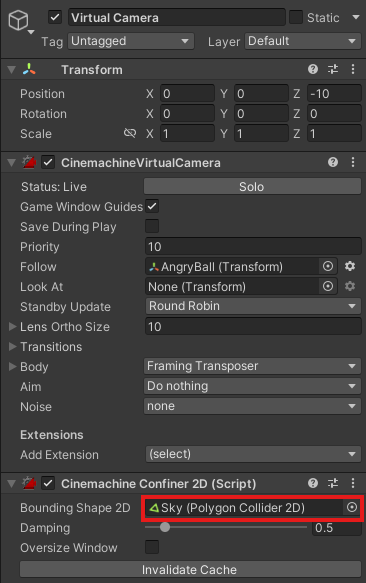 Virtual Camera Static
Tag Untagged Layer Default
Transform
Position X 0 Y 0 Z -10
Rotation X 0 Y 0 Z 0
Scale X 1 Y 1 Z 1
CinemachineVirtualCamera
Status: Live Solo
Game Window Guides
Save During Play
Priority 10
Follow AngryBall (Transform)
Look At None (Transform)
Standby Update Round Robin
Lens Ortho Size 10
Transitions
Body Framing Transposer
Aim Do nothing
Noise none
Extensions
Add Extension (select)
Cinemachine Confiner 2D (Script)
Bounding Shape 2D Sky (Polygon Collider 2D)
Damping 0.5
Oversize Window
Invalidate Cache